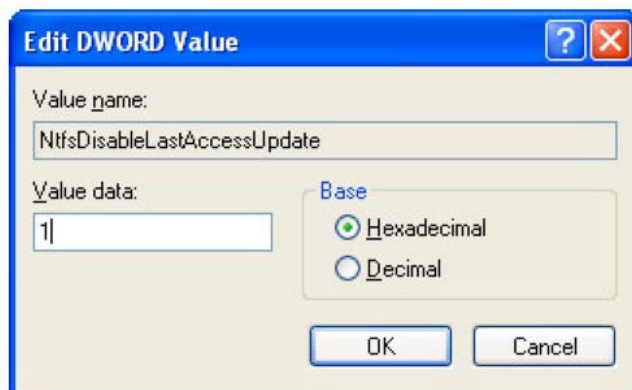 Edit DWORD Value
Value name:
NtfsDisableLastAccessUpdate
Value data:
1
Base
Hexadecimal
Decimal
OK
Cancel